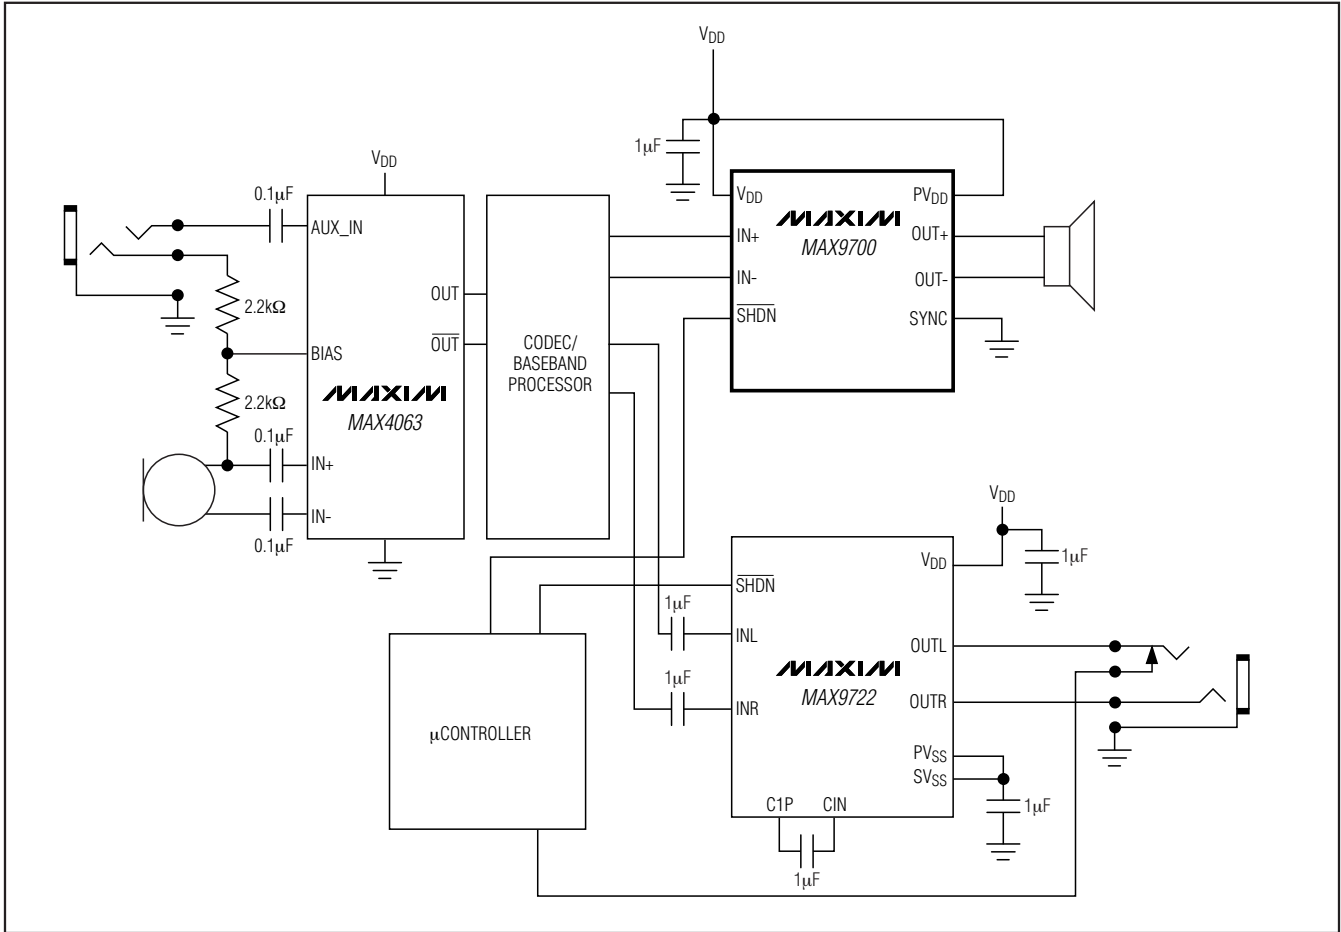 VDD
1µF
VDD
MAXIM
MAX9700
PVDD
IN+
OUT+
IN-
OUT-
SHDN
SYNC
VDD
0.1µF
AUX_IN
OUT
OUT
2.2kΩ
BIAS
2.2kΩ
MAXIM
MAX4063
0.1µF
IN+
IN-
0.1µF
CODEC/
BASEBAND
PROCESSOR
µCONTROLLER
VDD
1µF
VDD
SHDN
1µF
INL
OUTL
MAXIM
MAX9722
1µF
INR
OUTR
PVSS
SVSS
1µF
C1P
CIN
1µF